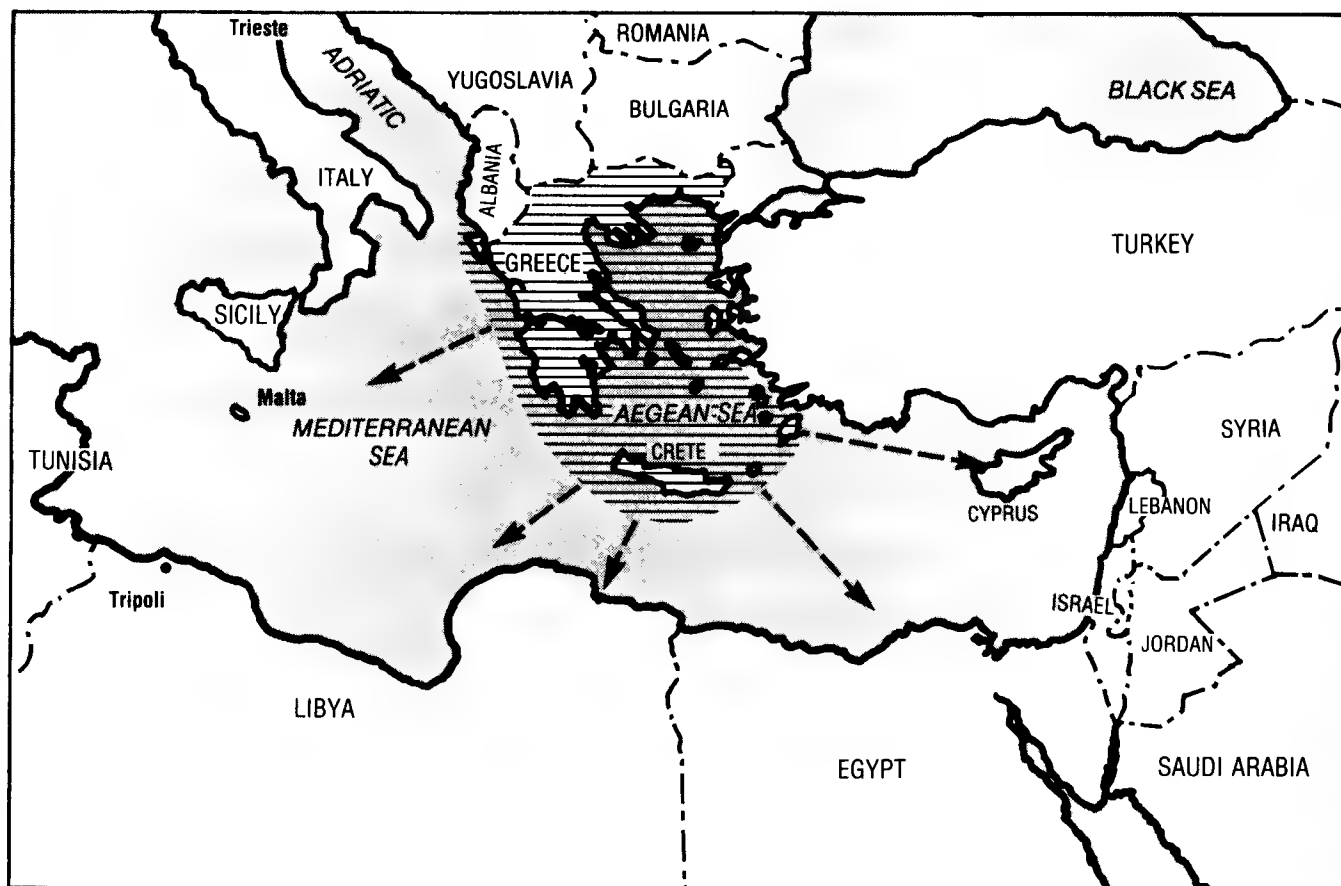 Trieste
ADRIATIC
ROMANIA
YUGOSLAVIA
BULGARIA
BLACK SEA
ITALY
ALBANIA
TURKEY
GREECE
SICILY
Malta
MEDITERRANEAN
SEA
AEGEAN SEA
CRETE
SYRIA
TUNISIA
CYPRUS
LEBANON
IRAQ
Tripoli
ISRAEL
JORDAN
LIBYA
EGYPT
SAUDI ARABIA